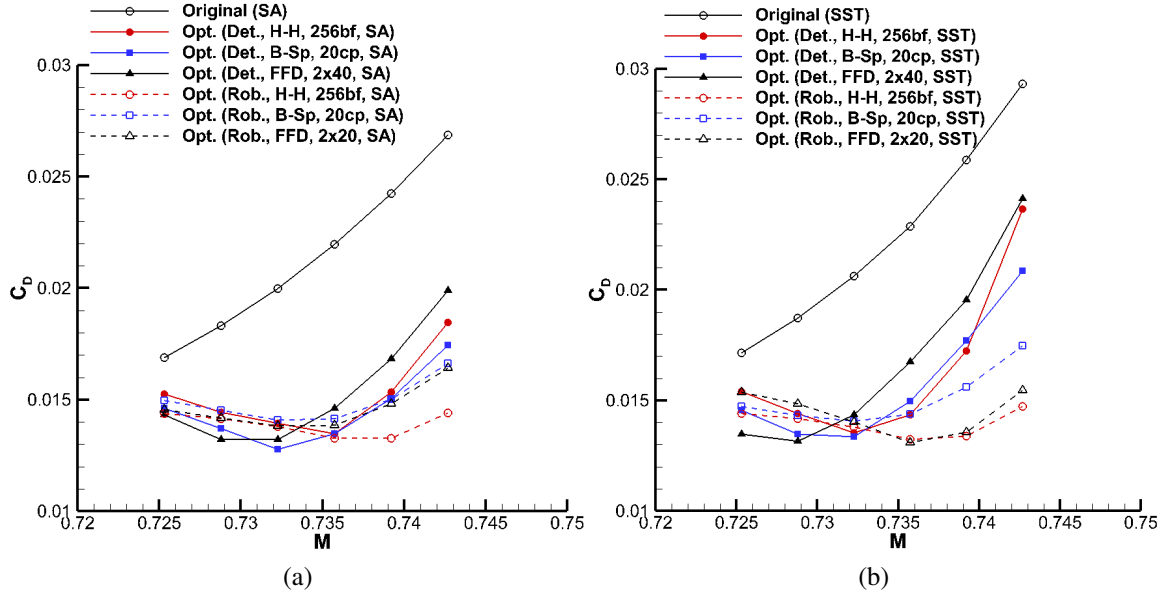 Original (SA)
Opt. (Det., H-H, 256bf, SA)
Opt. (Det., B-Sp, 20cp, SA)
Opt. (Det., FFD, 2x40, SA)
Opt. (Rob., H-H, 256bf, SA)
Opt. (Rob., B-Sp, 20cp, SA)
Opt. (Rob., FFD, 2x20, SA)
0.03
0.025
0.02
0.015
0.01
C_D
0.72 0.725 0.73 0.735 0.74 0.745 0.75
M
(a)
Original (SST)
Opt. (Det., H-H, 256bf, SST)
Opt. (Det., B-Sp, 20cp, SST)
Opt. (Det., FFD, 2x40, SST)
Opt. (Rob., H-H, 256bf, SST)
Opt. (Rob., B-Sp, 20cp, SST)
Opt. (Rob., FFD, 2x20, SST)
0.03
0.025
0.02
0.015
0.01
C_D
0.72 0.725 0.73 0.735 0.74 0.745 0.75
M
(b)